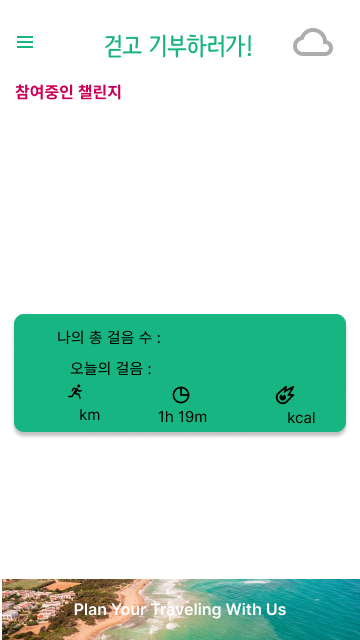 걷고 기부하러가!
참여중인 챌린지
나의 총 걸음 수 :
오늘의 걸음 :
km
1h 19m
kcal
Plan Your Traveling With Us